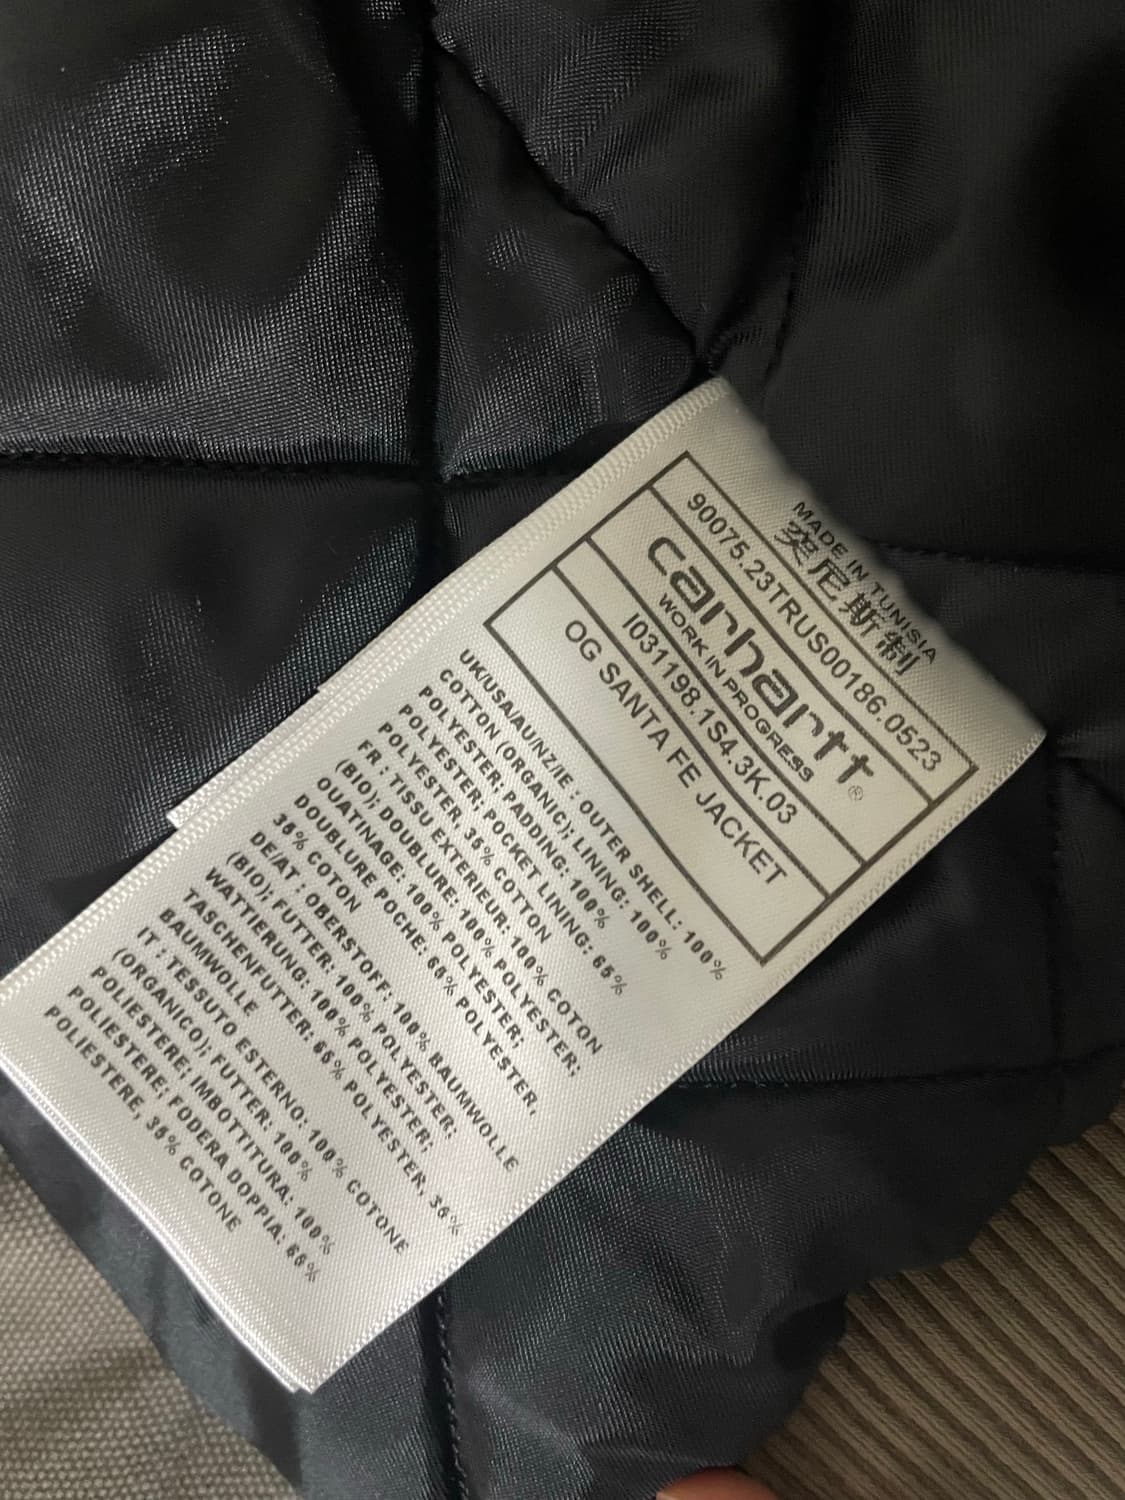 MADE IN TUNISIA
突尼斯制
90075.23TRUS00186.0523
carhartt®
WORK IN PROGRESS
I031198.1S4.3K.03
OG SANTA FE JACKET
UK/USA/AU/NZ/IE : OUTER SHELL: 100%
COTTON (ORGANIC); LINING: 100%
POLYESTER; PADDING: 100%
POLYESTER; POCKET LINING: 65%
POLYESTER, 35% COTTON
FR : TISSU EXTERIEUR: 100% COTON
(BIO); DOUBLURE: 100% POLYESTER;
OUATINAGE: 100% POLYESTER;
DOUBLURE POCHE: 65% POLYESTER,
35% COTON
DE/AT : OBERSTOFF: 100% BAUMWOLLE
(BIO); FUTTER: 100% POLYESTER;
WATTIERUNG: 100% POLYESTER;
TASCHENFUTTER: 65% POLYESTER, 35%
BAUMWOLLE
IT : TESSUTO ESTERNO: 100% COTONE
(ORGANICO); FUTTER: 100%
POLIESTERE; IMBOTTITURA: 100%
POLIESTERE; FODERA DOPPIA: 65%
POLIESTERE, 35% COTONE